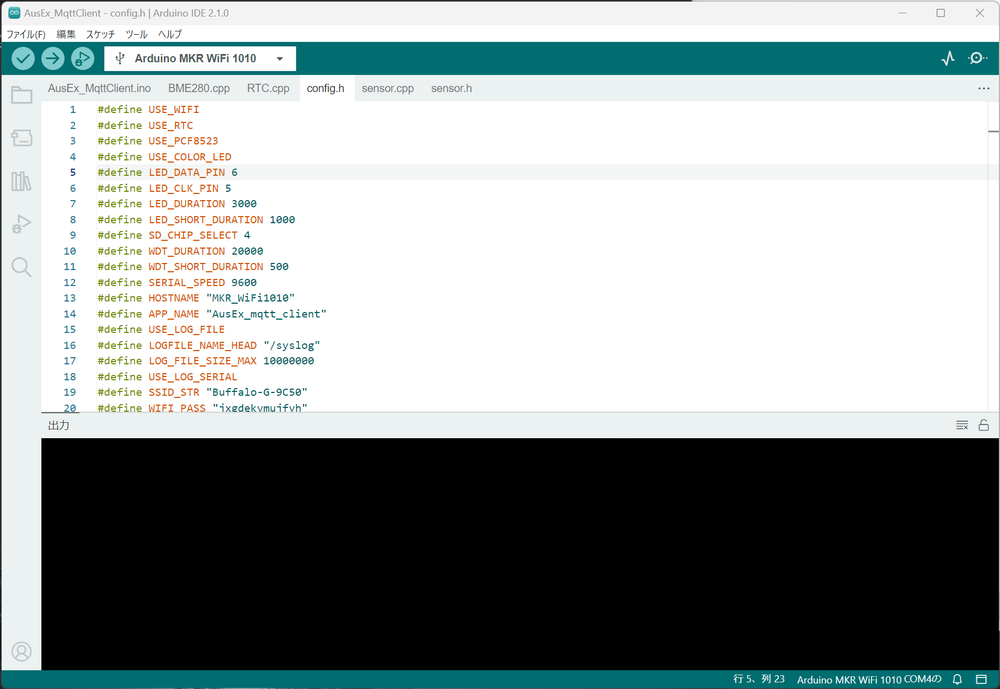 AusEx_MqttClient - config.h | Arduino IDE 2.1.0
ファイル(F) 編集 スケッチ ツール ヘルプ
Arduino MKR WiFi 1010
AusEx_MqttClient.ino BME280.cpp RTC.cpp config.h sensor.cpp sensor.h
1 #define USE_WIFI
2 #define USE_RTC
3 #define USE_PCF8523
4 #define USE_COLOR_LED
5 #define LED_DATA_PIN 6
6 #define LED_CLK_PIN 5
7 #define LED_DURATION 3000
8 #define LED_SHORT_DURATION 1000
9 #define SD_CHIP_SELECT 4
10 #define WDT_DURATION 20000
11 #define WDT_SHORT_DURATION 500
12 #define SERIAL_SPEED 9600
13 #define HOSTNAME "MKR_WiFi1010"
14 #define APP_NAME "AusEx_mqtt_client"
15 #define USE_LOG_FILE
16 #define LOGFILE_NAME_HEAD "/syslog"
17 #define LOG_FILE_SIZE_MAX 10000000
18 #define USE_LOG_SERIAL
19 #define SSID_STR "Buffalo-G-9C50"
20 #define WIFI_PASS
出力
行 5、列 23 Arduino MKR WiFi 1010 COM4の